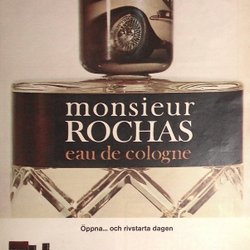 monsieur
ROCHAS
eau de cologne
Öppna... och rivstarta dagen